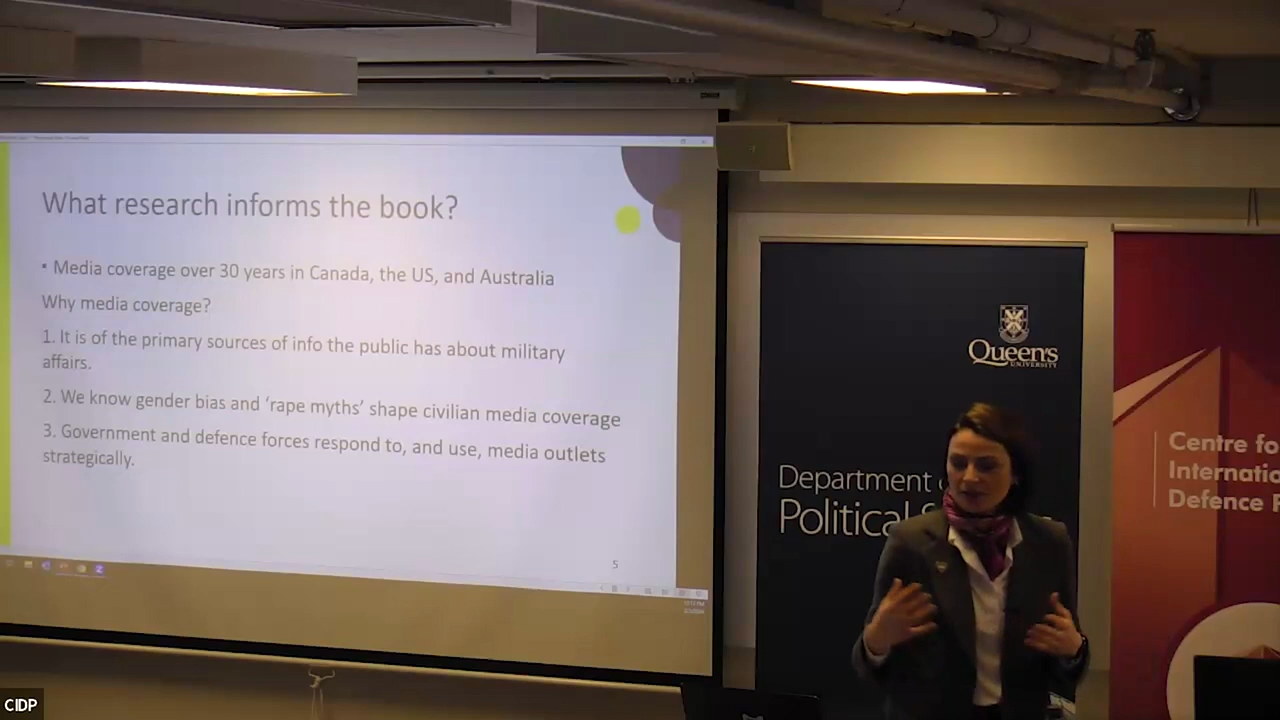 What research informs the book?
▪ Media coverage over 30 years in Canada, the US, and Australia
Why media coverage?
1. It is of the primary sources of info the public has about military
affairs.
2. We know gender bias and ‘rape myths’ shape civilian media coverage
3. Government and defence forces respond to, and use, media outlets
strategically.
5
Queen's
UNIVERSITY
Department
Political
Centre fo
Internatio
Defence P
CIDP